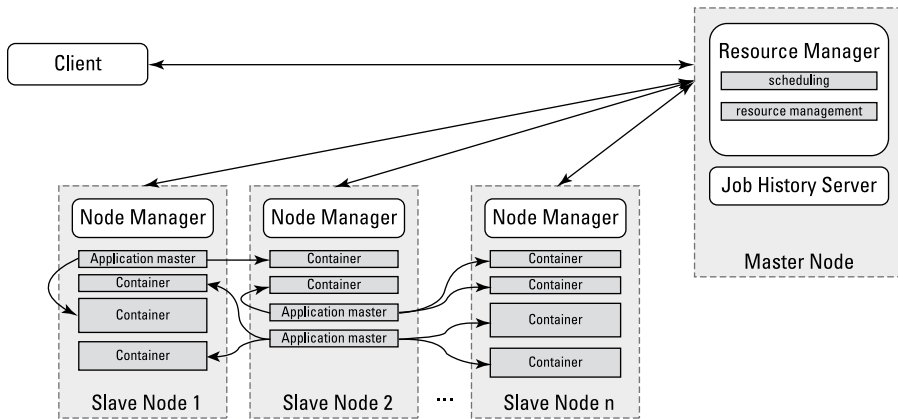 Client
Resource Manager
scheduling
resource management
Job History Server
Master Node
Node Manager
Application master
Container
Container
Container
Slave Node 1
Node Manager
Container
Container
Application master
Application master
Slave Node 2
...
Node Manager
Container
Container
Container
Container
Slave Node n